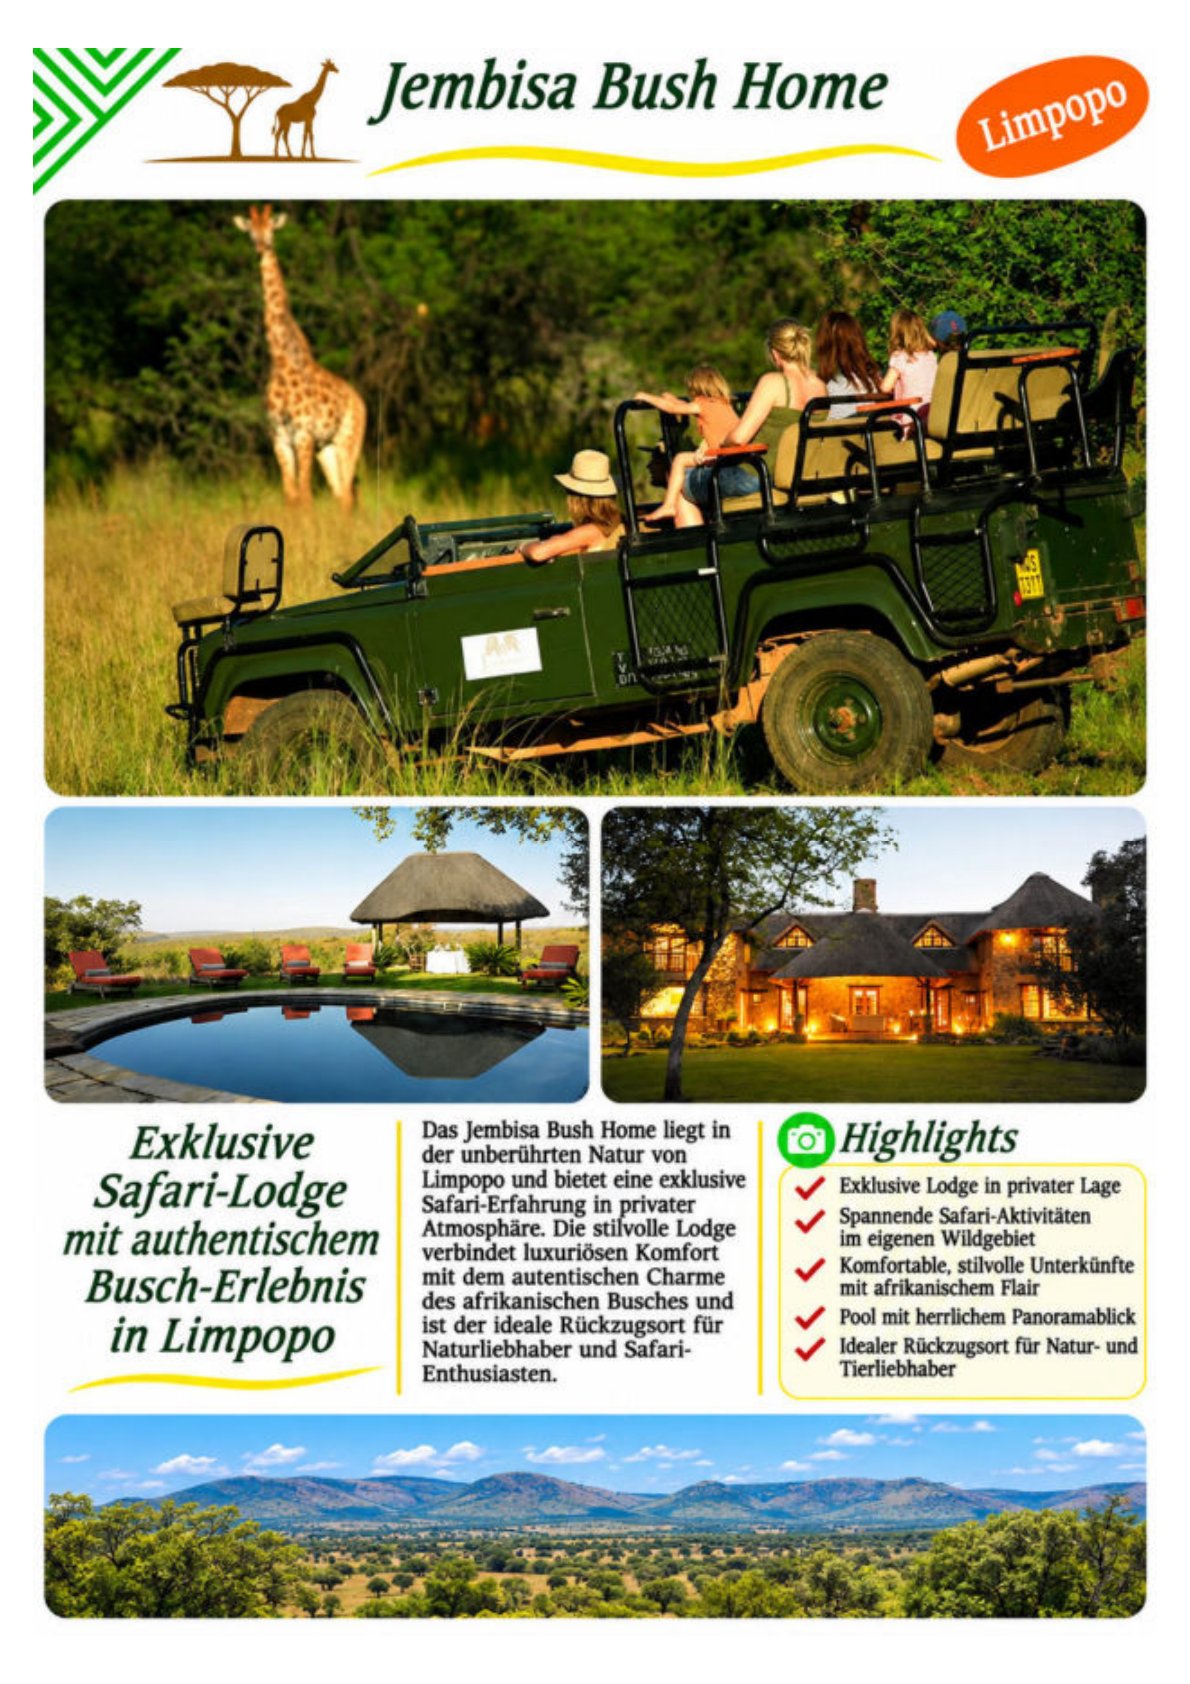 Jembisa Bush Home
Limpopo
Exklusive
Safari-Lodge
mit authentischem
Busch-Erlebnis
in Limpopo
Das Jembisa Bush Home liegt in
der unberührten Natur von
Limpopo und bietet eine exklusive
Safari-Erfahrung in privater
Atmosphäre. Die stilvolle Lodge
verbindet luxuriösen Komfort
mit dem autentischen Charme
des afrikanischen Busches und
ist der ideale Rückzugsort für
Naturliebhaber und Safari-
Enthusiasten.
Highlights
Exklusive Lodge in privater Lage
Spannende Safari-Aktivitäten
im eigenen Wildgebiet
Komfortable, stilvolle Unterkünfte
mit afrikanischem Flair
Pool mit herrlichem Panoramablick
Idealer Rückzugsort für Natur- und
Tierliebhaber